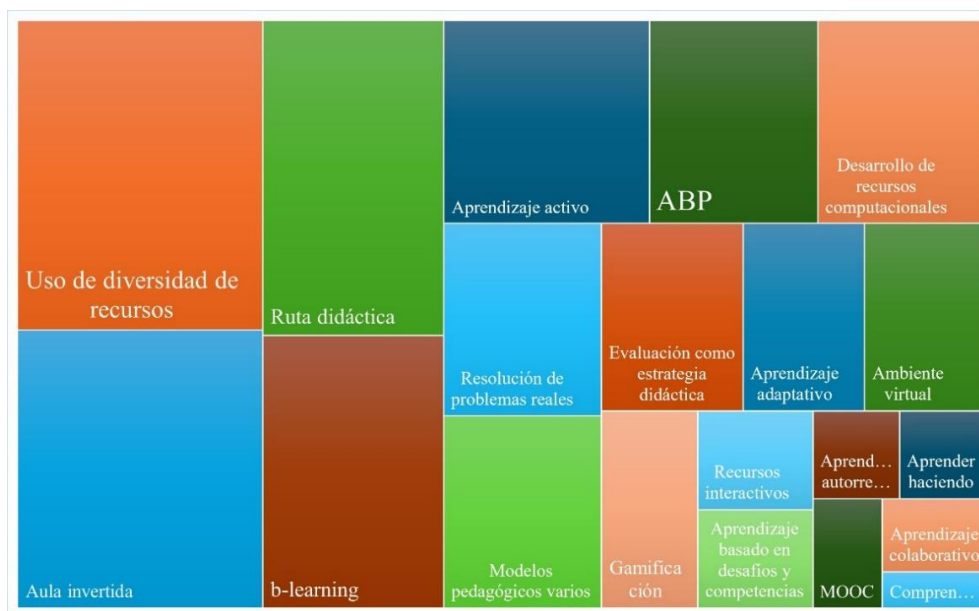 Uso de diversidad de
recursos
Ruta didáctica
Aprendizaje activo
ABP
Desarrollo de
recursos
computacionales
Aula invertida
b-learning
Resolución de
problemas reales
Evaluación como
estrategia
didáctica
Aprendizaje
adaptativo
Ambiente
virtual
Modelos
pedagógicos varios
Gamifica
ción
Recursos
interactivos
Aprendizaje
basado en
desafíos y
competencias
Aprend...
autorre...
Aprender
haciendo
MOOC
Aprendizaje
colaborativo
Compren...